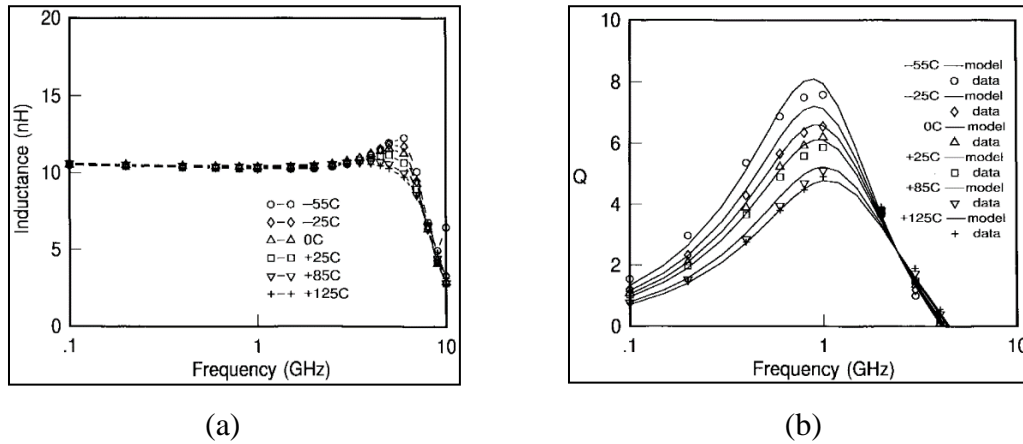 20
15
10
5
0
Inductance (nH)
.1
1
10
Frequency (GHz)
–55C
–25C
0C
+25C
+85C
+125C
(a)
10
8
6
4
2
0
Q
.1
1
10
Frequency (GHz)
–55C model
data
–25C model
data
0C model
data
+25C model
data
+85C model
data
+125C model
data
(b)